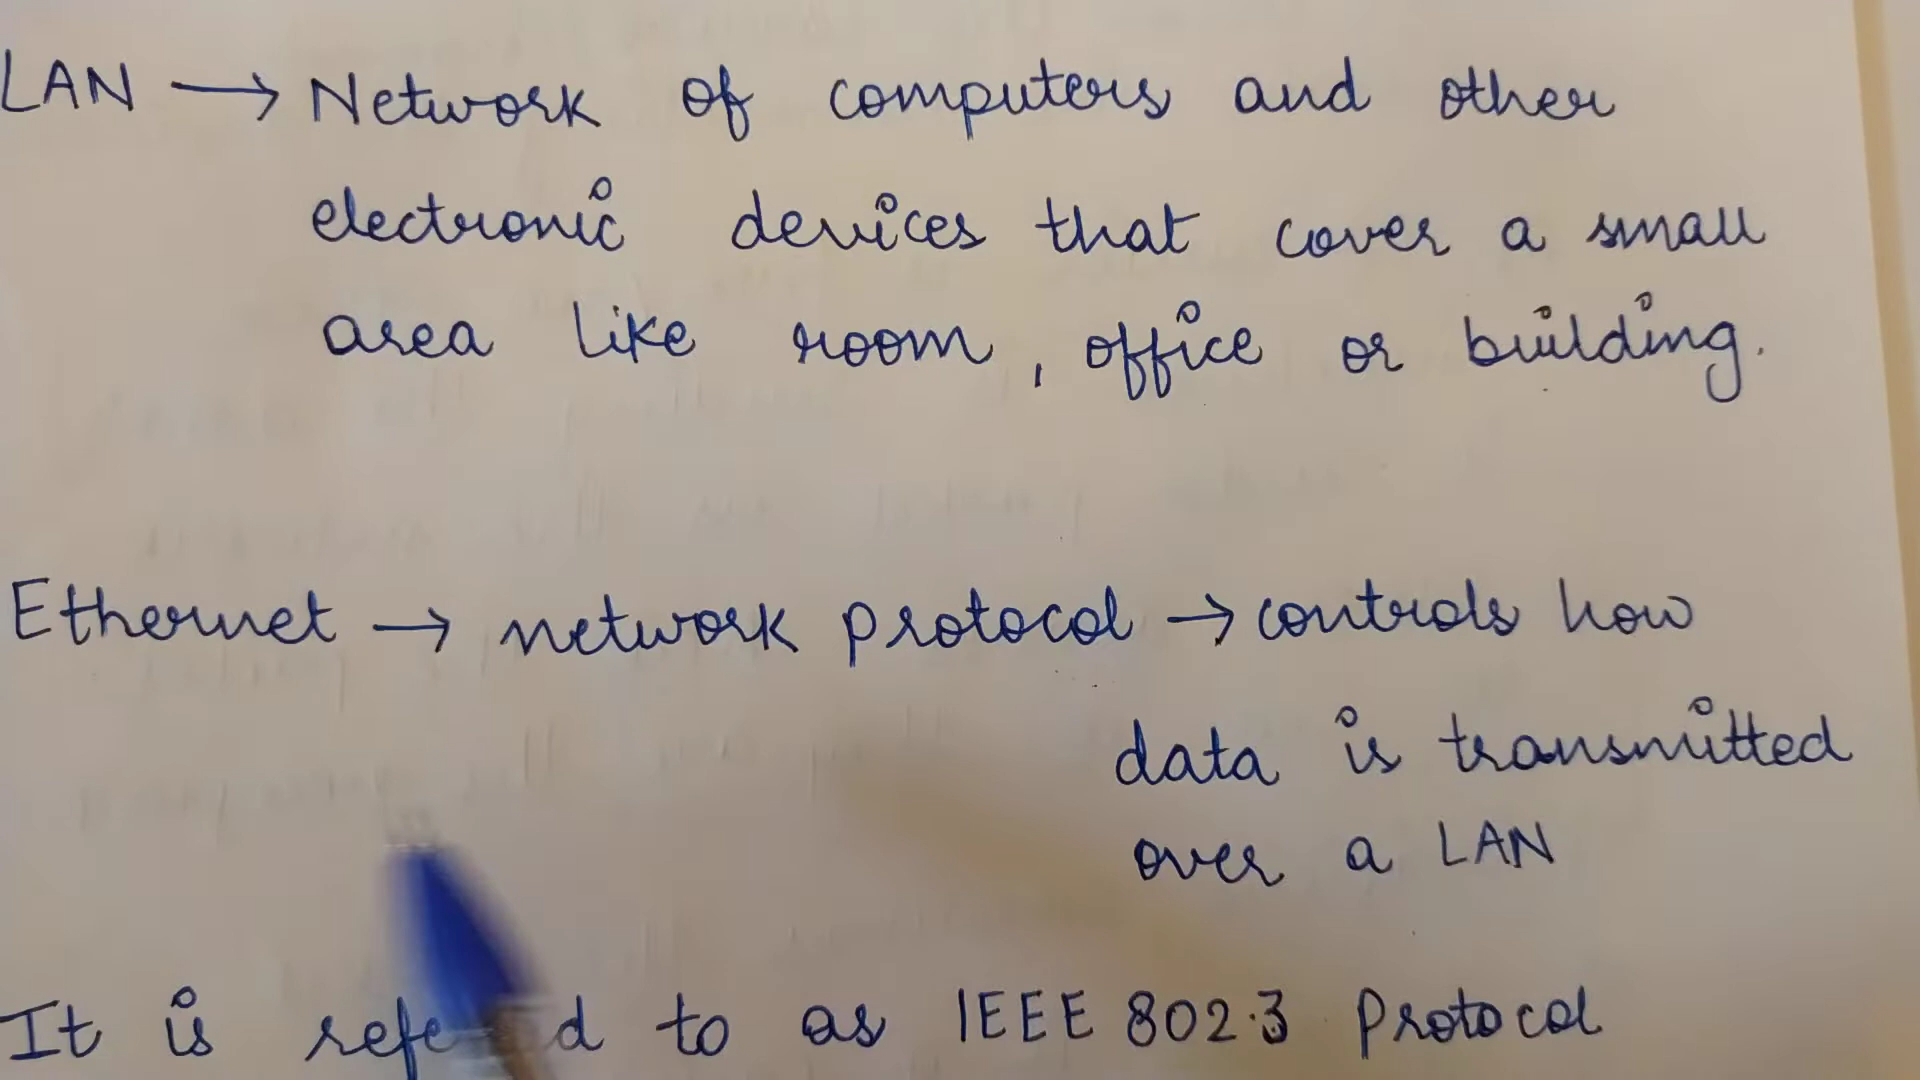 LAN → Network of computers and other
electronic devices that cover a small
area like room, office or building.
Ethernet → network protocol → controls how
data is transmitted
over a LAN
It is to as IEEE 802.3 Protocol